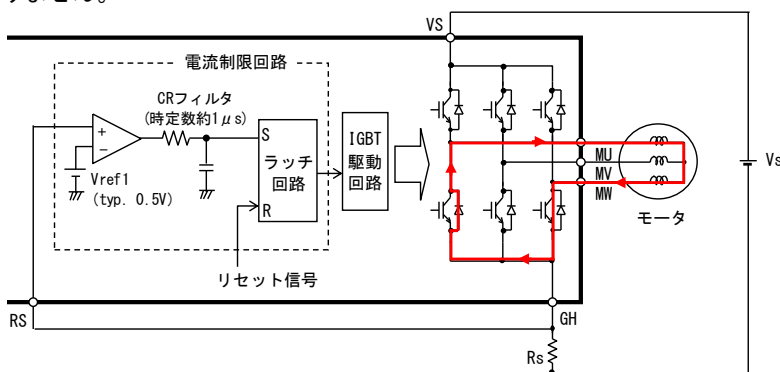 VS
電流制限回路
CRフィルタ
(時定数約1μs)
+
−
Vref1
(typ. 0.5V)
S
ラッチ
回路
R
IGBT
駆動
回路
リセット信号
MU
MV
MW
モータ
Vs
RS
GH
Rs